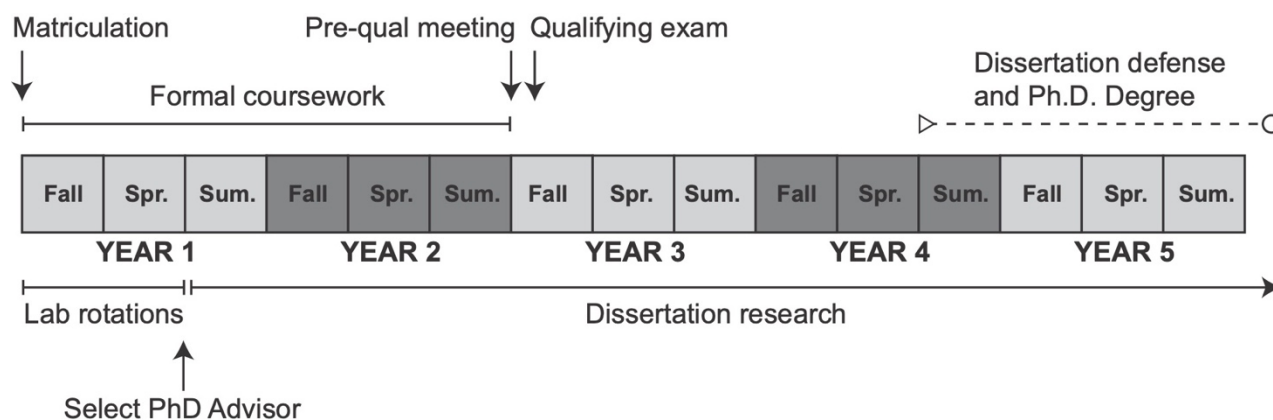 Matriculation
Pre-qual meeting
Qualifying exam
Formal coursework
Dissertation defense
and Ph.D. Degree
Fall Spr. Sum. Fall Spr. Sum. Fall Spr. Sum. Fall Spr. Sum. Fall Spr. Sum.
YEAR 1 YEAR 2 YEAR 3 YEAR 4 YEAR 5
Lab rotations
Dissertation research
Select PhD Advisor